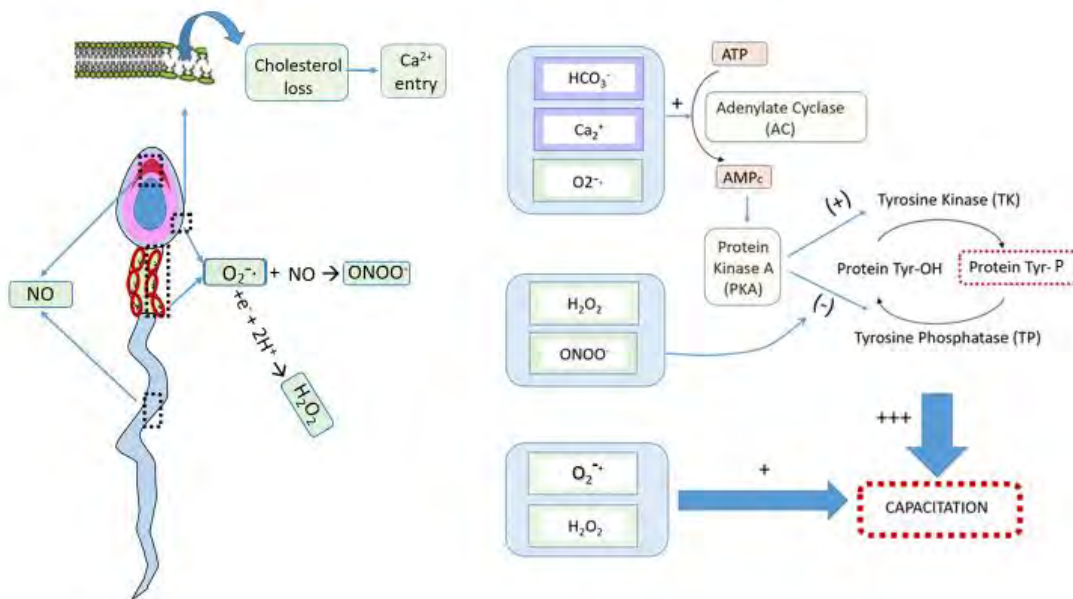 Cholesterol
loss
Ca²⁺
entry
NO
O₂⁻· + NO → ONOO⁻
+e⁻ + 2H⁺ →
H₂O₂
HCO₃⁻
Ca₂⁺
O2⁻·
+
ATP
Adenylate Cyclase
(AC)
AMPc
Protein
Kinase A
(PKA)
(+)
(-)
Tyrosine Kinase (TK)
Protein Tyr-OH
Protein Tyr- P
Tyrosine Phosphatase (TP)
H₂O₂
ONOO⁻
O₂⁻⁺
H₂O₂
+
+++
CAPACITATION